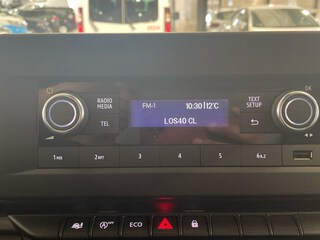 RADIO
MEDIA
TEL
FM-1 10:30 12°C
LOS40 CL
TEXT
SETUP
OK
1 2 3 4 5 6
ECO